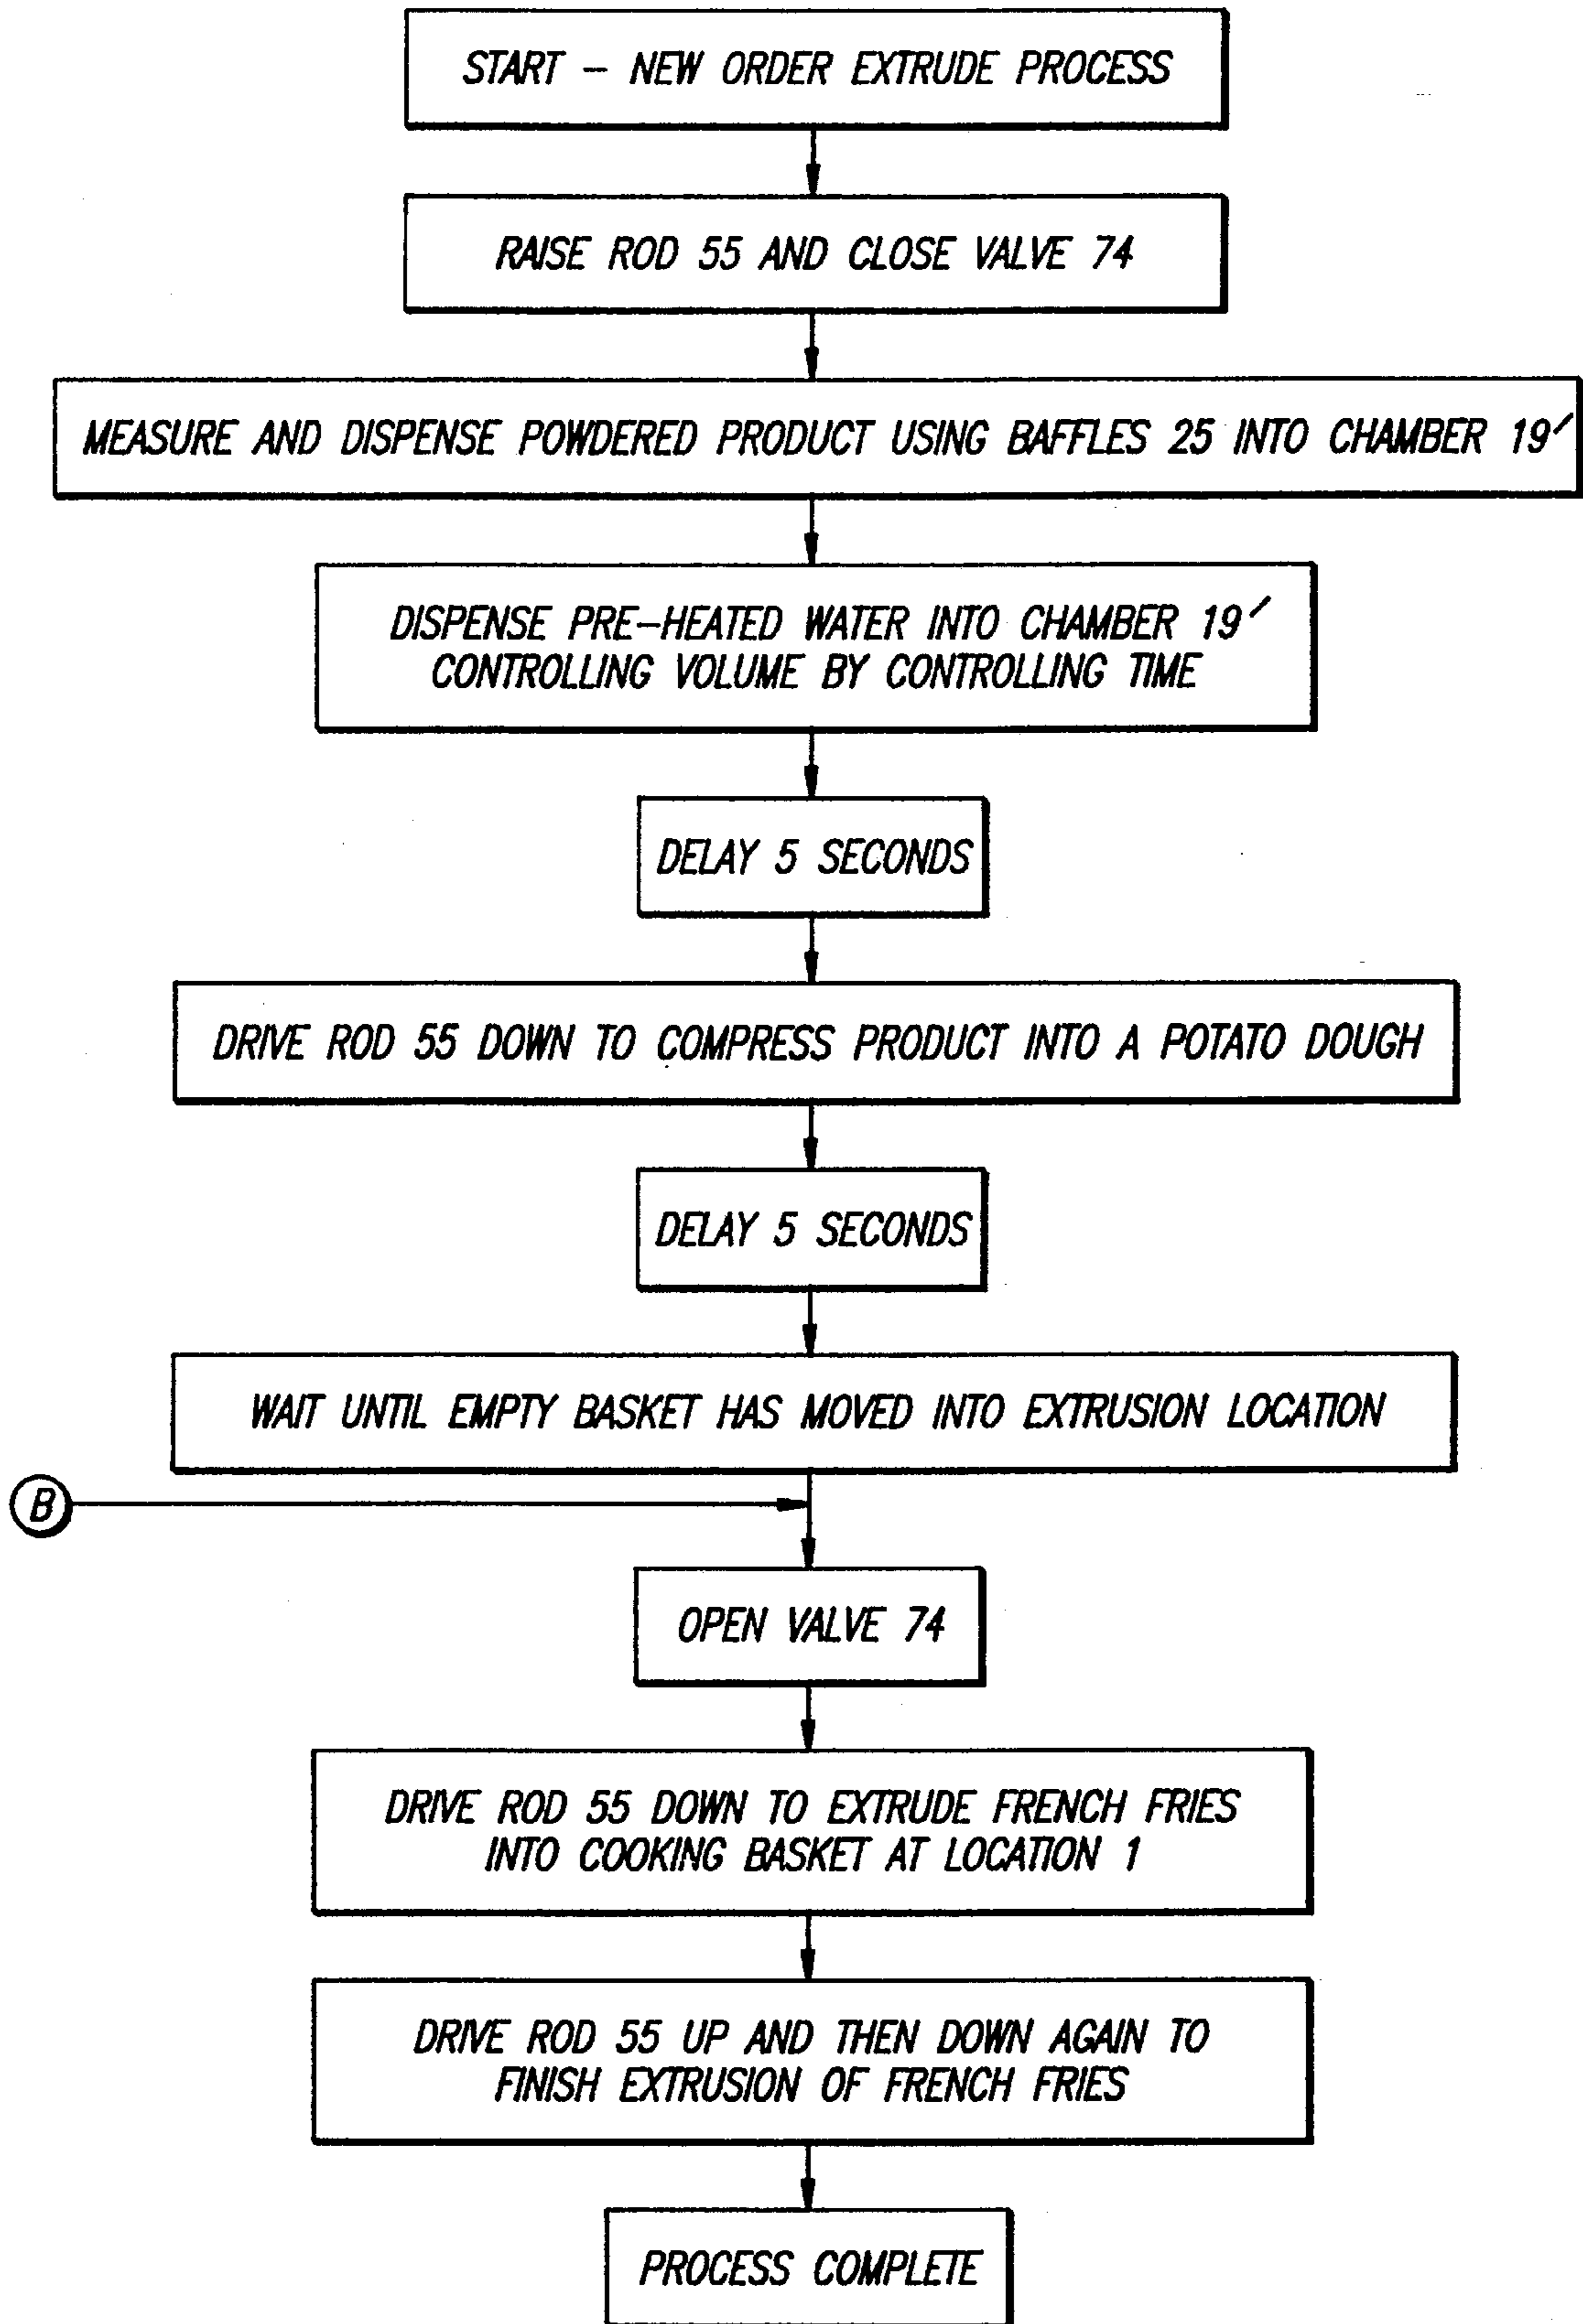 START – NEW ORDER EXTRUDE PROCESS
RAISE ROD 55 AND CLOSE VALVE 74
MEASURE AND DISPENSE POWDERED PRODUCT USING BAFFLES 25 INTO CHAMBER 19′
DISPENSE PRE–HEATED WATER INTO CHAMBER 19′
CONTROLLING VOLUME BY CONTROLLING TIME
DELAY 5 SECONDS
DRIVE ROD 55 DOWN TO COMPRESS PRODUCT INTO A POTATO DOUGH
DELAY 5 SECONDS
WAIT UNTIL EMPTY BASKET HAS MOVED INTO EXTRUSION LOCATION
B
OPEN VALVE 74
DRIVE ROD 55 DOWN TO EXTRUDE FRENCH FRIES
INTO COOKING BASKET AT LOCATION 1
DRIVE ROD 55 UP AND THEN DOWN AGAIN TO
FINISH EXTRUSION OF FRENCH FRIES
PROCESS COMPLETE